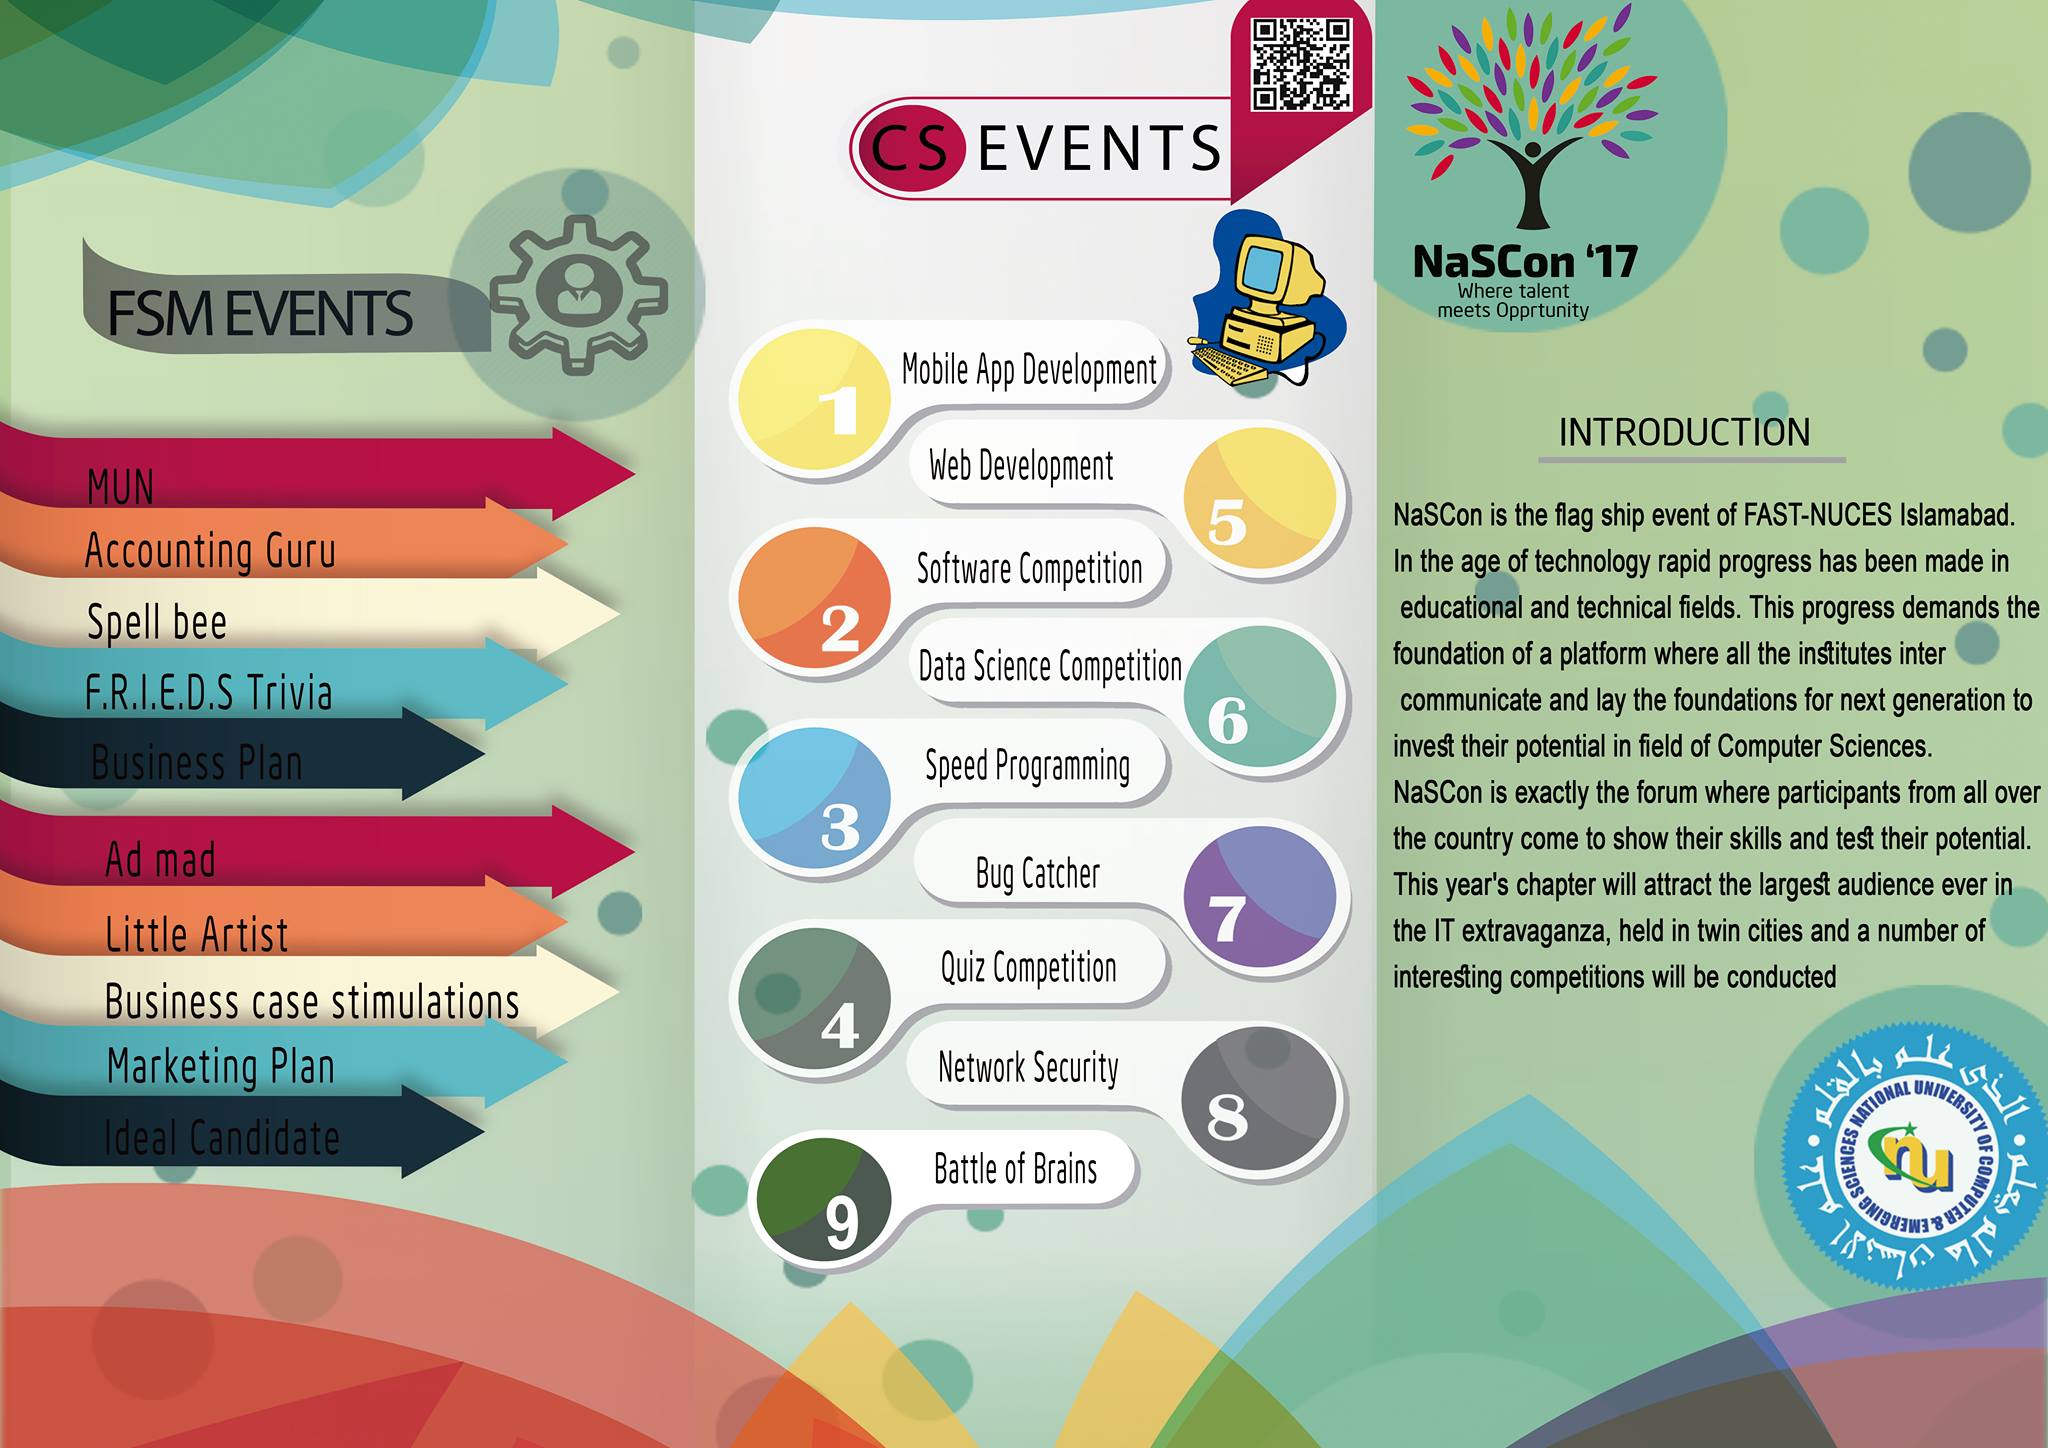 FSM EVENTS
MUN
Accounting Guru
Spell bee
F.R.I.E.D.S Trivia
Business Plan
Ad mad
Little Artist
Business case stimulations
Marketing Plan
Ideal Candidate
CS EVENTS
1
Mobile App Development
Web Development
5
Software Competition
2
Data Science Competition
6
Speed Programming
3
Bug Catcher
7
Quiz Competition
4
Network Security
8
Battle of Brains
9
NaSCon ‘17
Where talent
meets Opprtunity
INTRODUCTION
NaSCon is the flag ship event of FAST-NUCES Islamabad.
In the age of technology rapid progress has been made in
educational and technical fields. This progress demands the
foundation of a platform where all the institutes inter
communicate and lay the foundations for next generation to
invest their potential in field of Computer Sciences.
NaSCon is exactly the forum where participants from all over
the country come to show their skills and test their potential.
This year's chapter will attract the largest audience ever in
the IT extravaganza, held in twin cities and a number of
interesting competitions will be conducted
الذى علم بالقلم
علم الانسان مالم يعلم
NATIONAL UNIVERSITY OF COMPUTER & EMERGING SCIENCES
nu